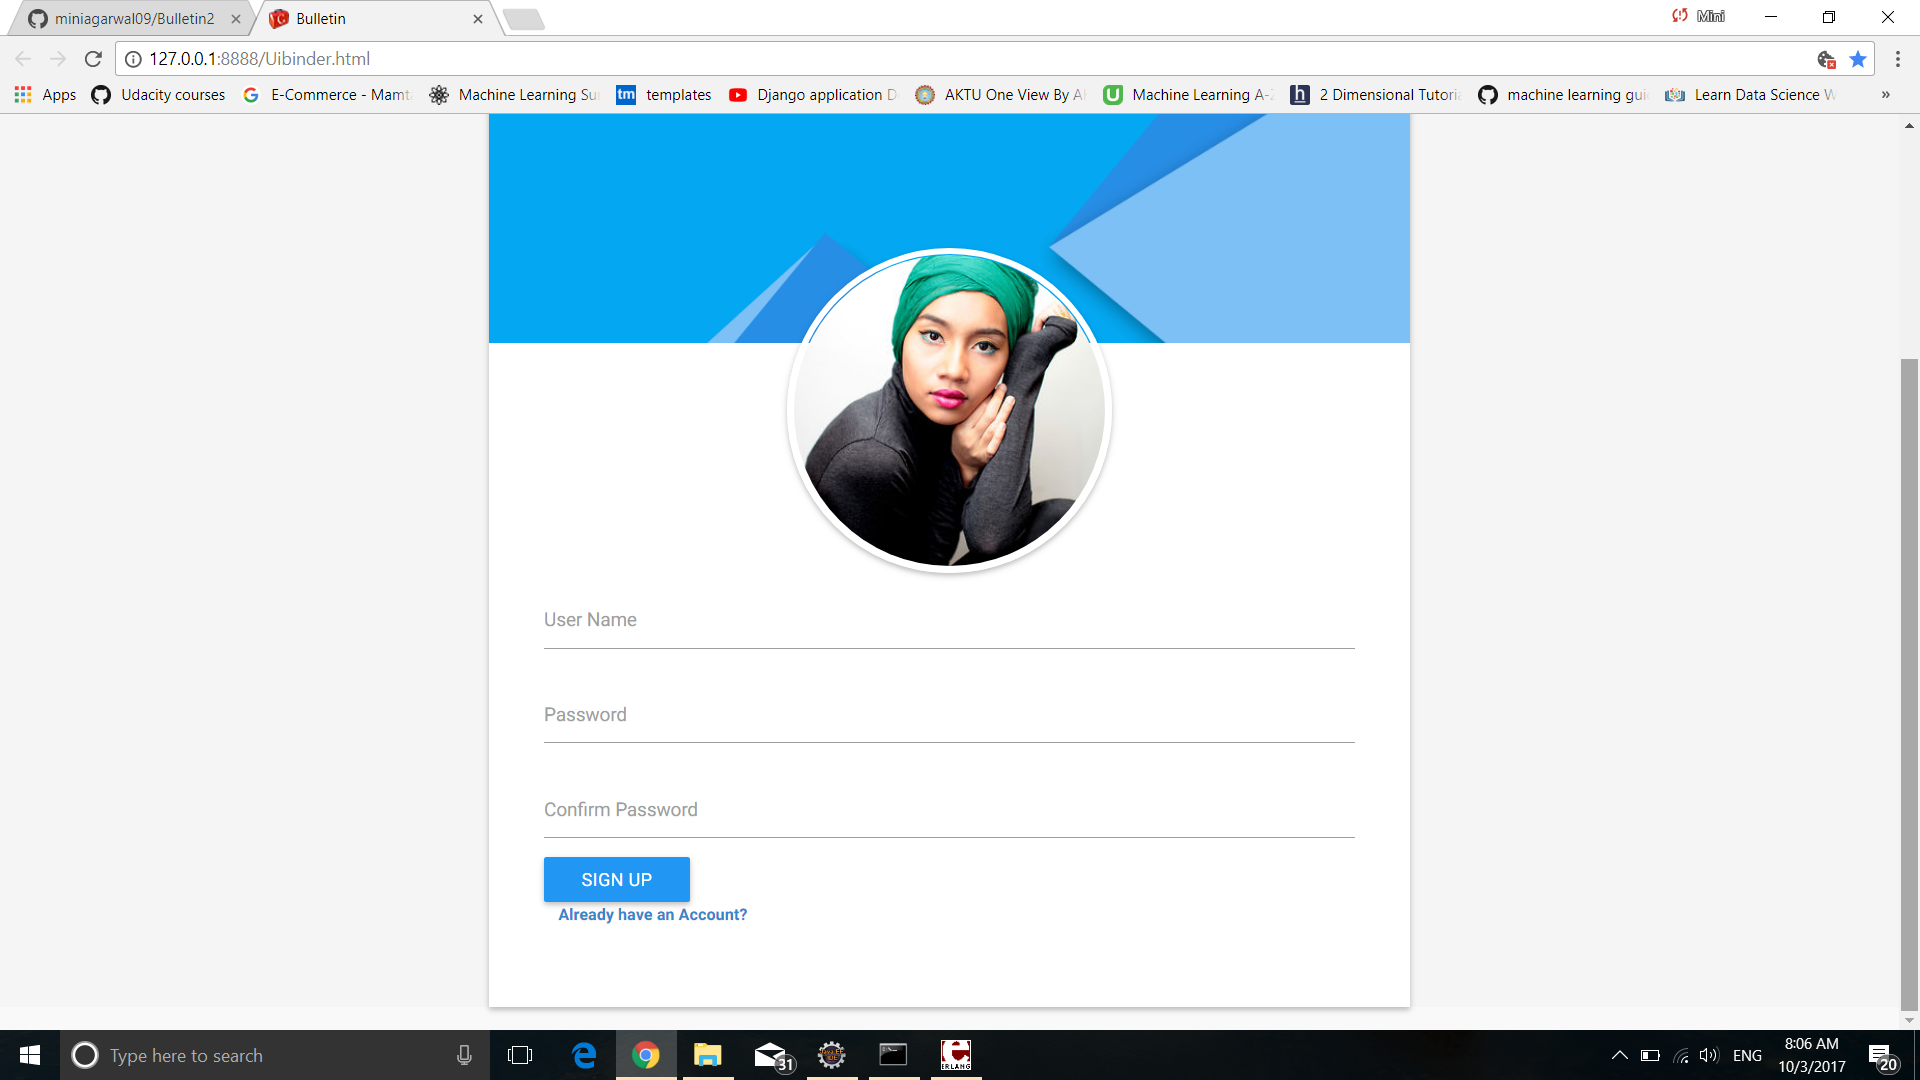 miniagarwal09/Bulletin2
Bulletin
Mini
127.0.0.1:8888/Uibinder.html
Apps
Udacity courses
E-Commerce - Mamt
Machine Learning Su
tm
templates
Django application D
AKTU One View By A
Machine Learning A-Z
h
2 Dimensional Tutoria
machine learning gui
Learn Data Science W
»
User Name
Password
Confirm Password
SIGN UP
Already have an Account?
Type here to search
31
ERLANG
ENG
8:06 AM
10/3/2017
20